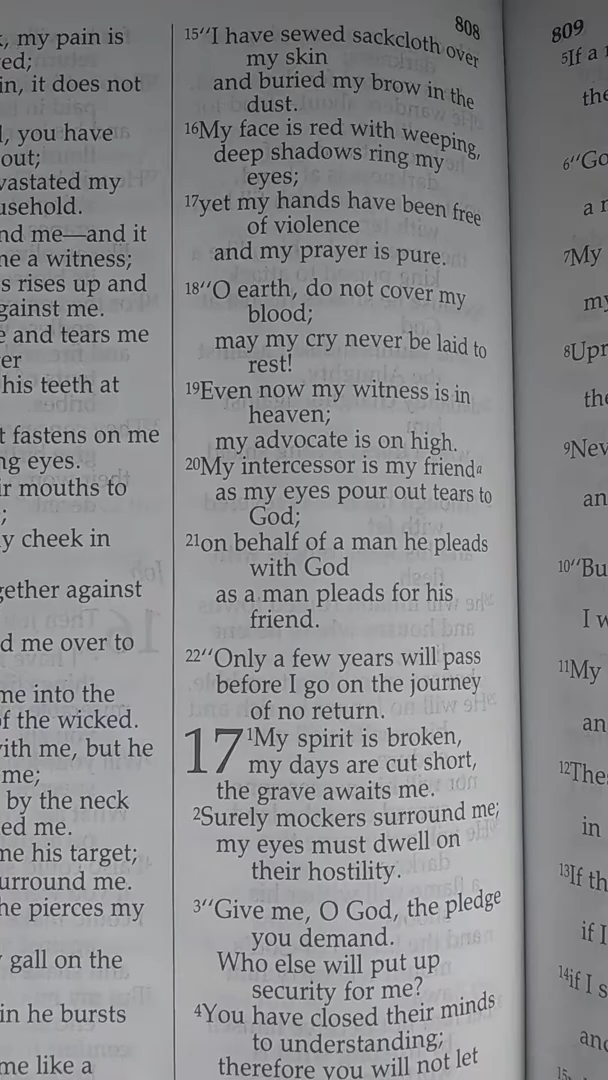 , my pain is
ed;
in, it does not
, you have
out;
vastated my
usehold.
nd me—and it
ne a witness;
s rises up and
gainst me.
e and tears me
er
his teeth at
t fastens on me
ng eyes.
ir mouths to
;
y cheek in
gether against
d me over to
me into the
of the wicked.
ith me, but he
me;
by the neck
ed me.
me his target;
urround me.
he pierces my
gall on the
in he bursts
me like a
808
15“I have sewed sackcloth over
my skin
and buried my brow in the
dust.
16My face is red with weeping,
deep shadows ring my
eyes;
17yet my hands have been free
of violence
and my prayer is pure.
18“O earth, do not cover my
blood;
may my cry never be laid to
rest!
19Even now my witness is in
heaven;
my advocate is on high.
20My intercessor is my frienda
as my eyes pour out tears to
God;
21on behalf of a man he pleads
with God
as a man pleads for his
friend.
22“Only a few years will pass
before I go on the journey
of no return.
17 1My spirit is broken,
my days are cut short,
the grave awaits me.
2Surely mockers surround me;
my eyes must dwell on
their hostility.
3“Give me, O God, the pledge
you demand.
Who else will put up
security for me?
4You have closed their minds
to understanding;
therefore you will not let
809
5If a
the
6“Go
a r
7My
my
8Upr
the
9Nev
an
10“Bu
I w
11My
an
12The
in
13If th
if I
14if I s
and
15